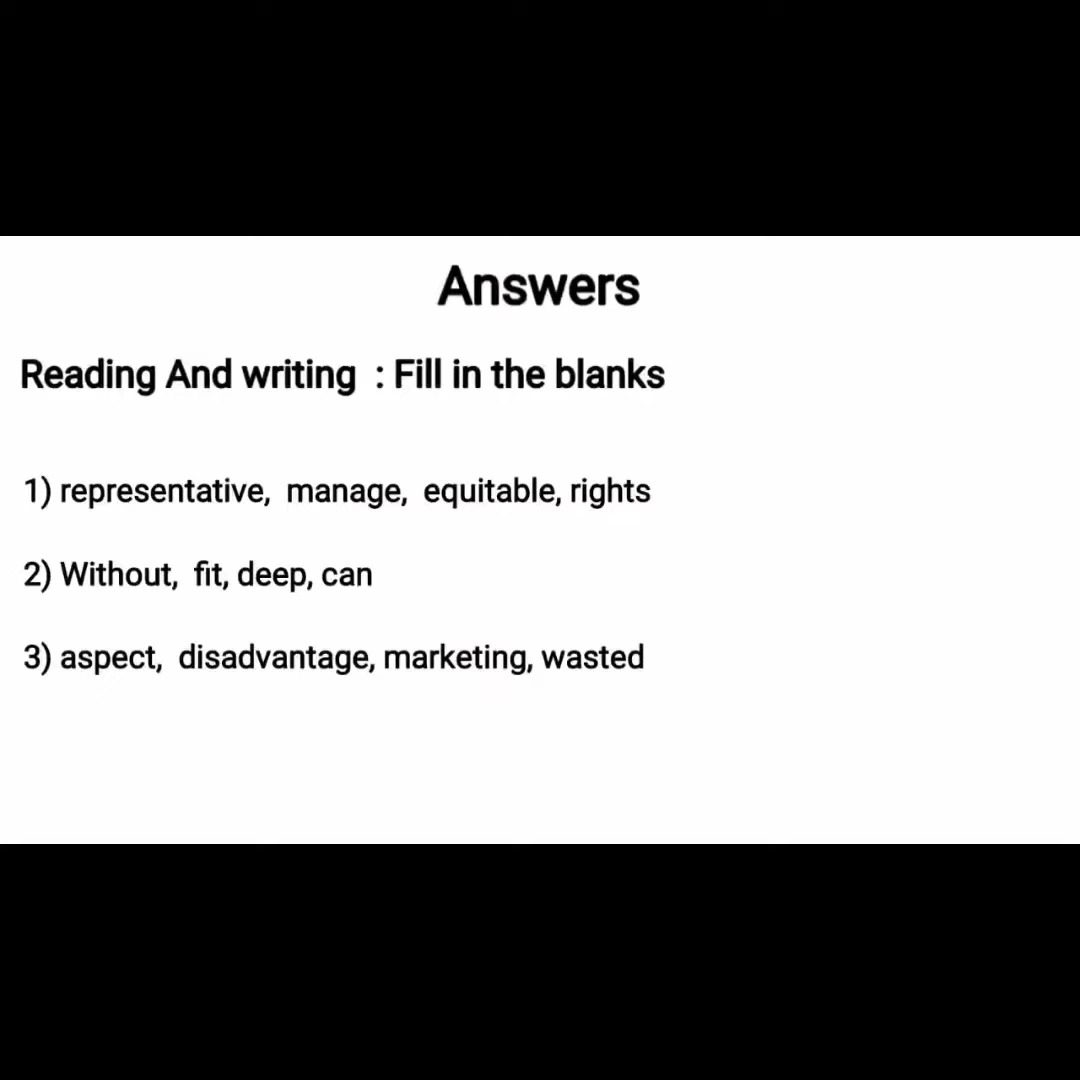 Answers
Reading And writing : Fill in the blanks
1) representative, manage, equitable, rights
2) Without, fit, deep, can
3) aspect, disadvantage, marketing, wasted